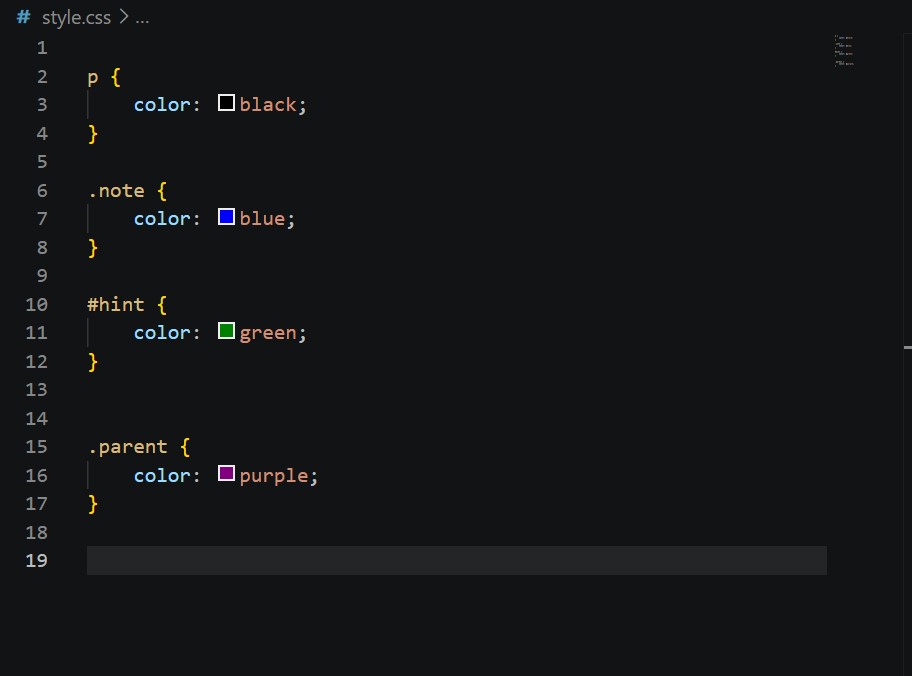 # style.css > ...
1
2 p {
3     color: black;
4 }
5
6 .note {
7     color: blue;
8 }
9
10 #hint {
11     color: green;
12 }
13
14
15 .parent {
16     color: purple;
17 }
18
19